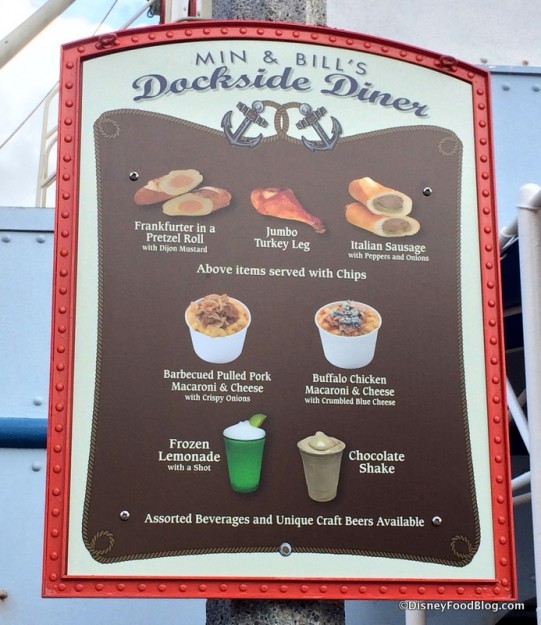 MIN & BILL'S
Dockside Diner
Frankfurter in a
Pretzel Roll
with Dijon Mustard
Jumbo
Turkey Leg
Italian Sausage
with Peppers and Onions
Above items served with Chips
Barbecued Pulled Pork
Macaroni & Cheese
with Crispy Onions
Buffalo Chicken
Macaroni & Cheese
with Crumbled Blue Cheese
Frozen
Lemonade
with a Shot
Chocolate
Shake
Assorted Beverages and Unique Craft Beers Available
©DisneyFoodBlog.com